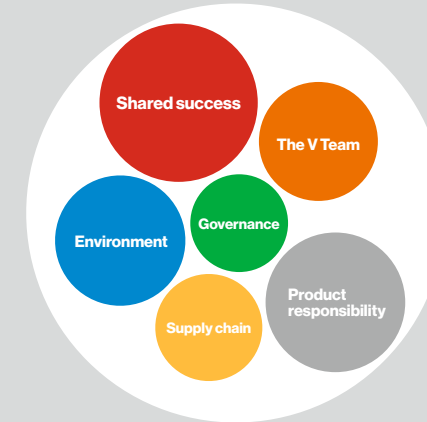 Shared success
The V Team
Governance
Environment
Product
responsibility
Supply chain